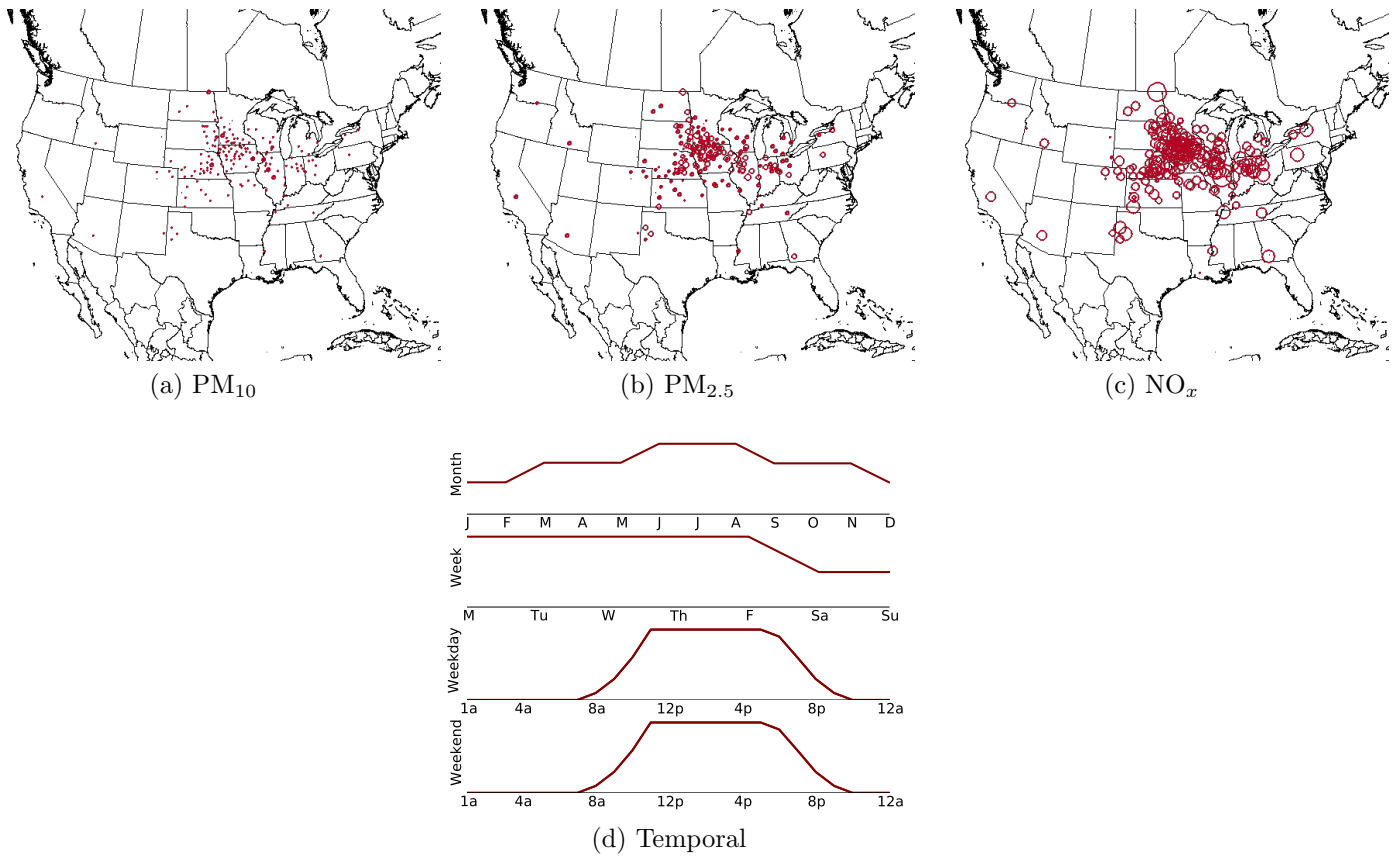 (a) PM₁₀
(b) PM₂.₅
(c) NOₓ
Month
J F M A M J J A S O N D
Week
M Tu W Th F Sa Su
Weekday
1a 4a 8a 12p 4p 8p 12a
Weekend
1a 4a 8a 12p 4p 8p 12a
(d) Temporal